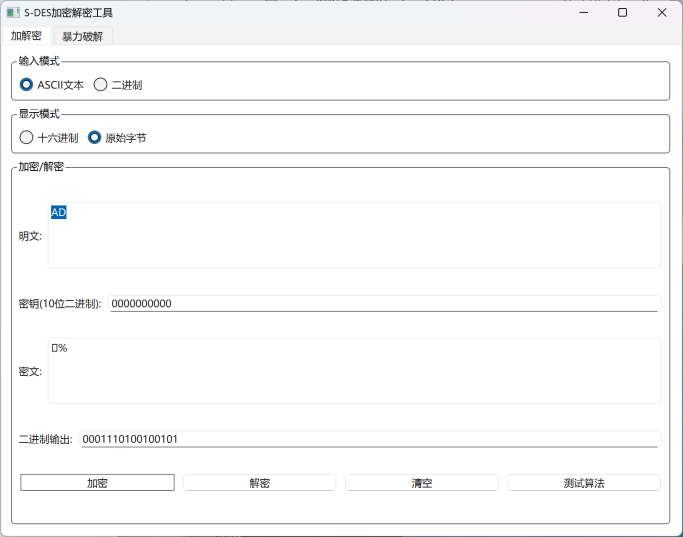 S-DES加密解密工具
加解密 暴力破解
输入模式
ASCII文本 二进制
显示模式
十六进制 原始字节
加密/解密
明文: AD
密钥(10位二进制): 0000000000
密文: %
二进制输出: 0001110100100101
加密 解密 清空 测试算法